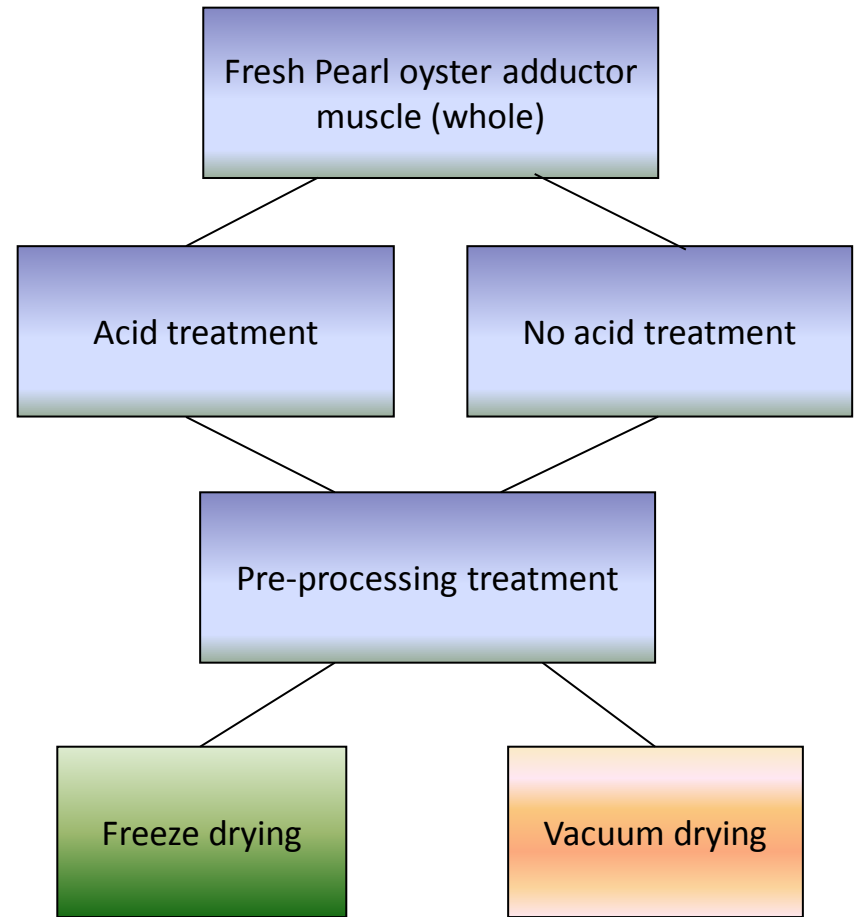 Fresh Pearl oyster adductor
muscle (whole)
Acid treatment
No acid treatment
Pre-processing treatment
Freeze drying
Vacuum drying